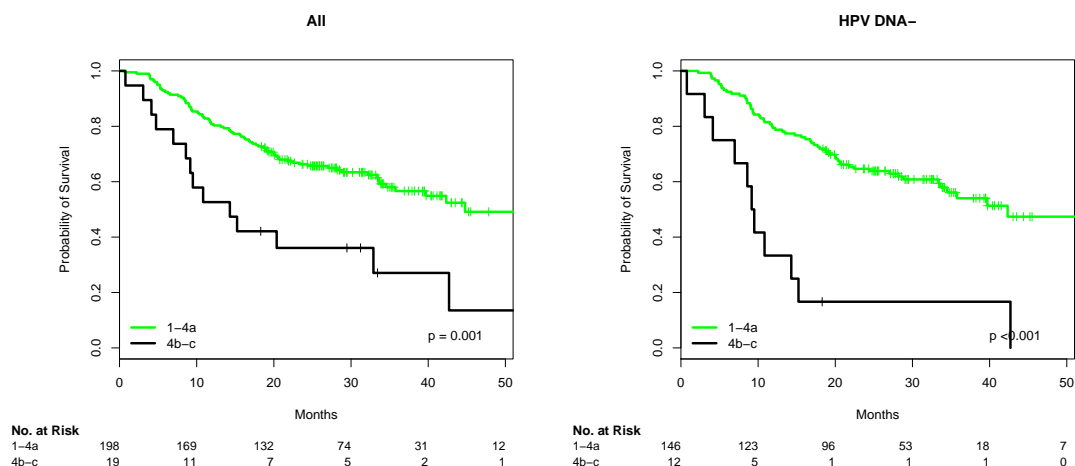 All
Probability of Survival
1.0
0.8
0.6
0.4
0.2
0.0
1−4a
4b−c
p = 0.001
0 10 20 30 40 50
Months
No. at Risk
1−4a 198 169 132 74 31 12
4b−c 19 11 7 5 2 1
HPV DNA−
Probability of Survival
1.0
0.8
0.6
0.4
0.2
0.0
1−4a
4b−c
p <0.001
0 10 20 30 40 50
Months
No. at Risk
1−4a 146 123 96 53 18 7
4b−c 12 5 1 1 1 0